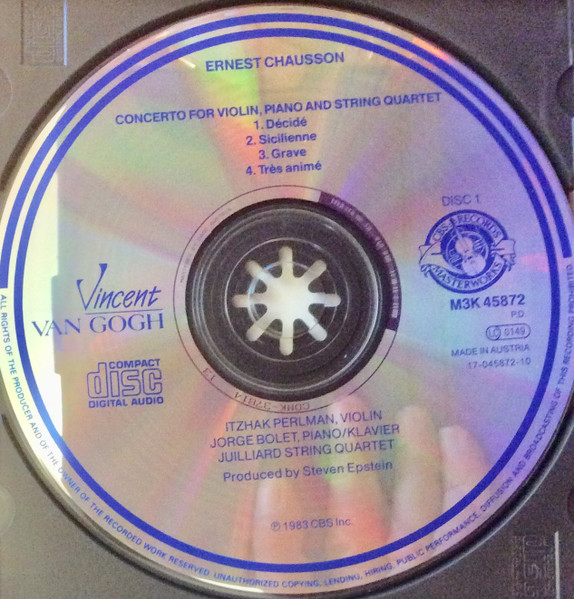 ERNEST CHAUSSON
CONCERTO FOR VIOLIN, PIANO AND STRING QUARTET
1. Décidé
2. Sicilienne
3. Grave
4. Très animé
DISC 1
CBS RECORDS
MASTERWORKS
M3K 45872
P.D.
LC 0149
MADE IN AUSTRIA
17-045872-10
Vincent
VAN GOGH
COMPACT
disc
DIGITAL AUDIO
ITZHAK PERLMAN, VIOLIN
JORGE BOLET, PIANO/KLAVIER
JUILLIARD STRING QUARTET
Produced by Steven Epstein
℗ 1983 CBS Inc.
ALL RIGHTS OF THE PRODUCER AND OF THE OWNER OF THE RECORDED WORK RESERVED. UNAUTHORIZED COPYING, LENDING, HIRING, PUBLIC PERFORMANCE, DIFFUSION AND BROADCASTING OF THIS RECORDING PROHIBITED.